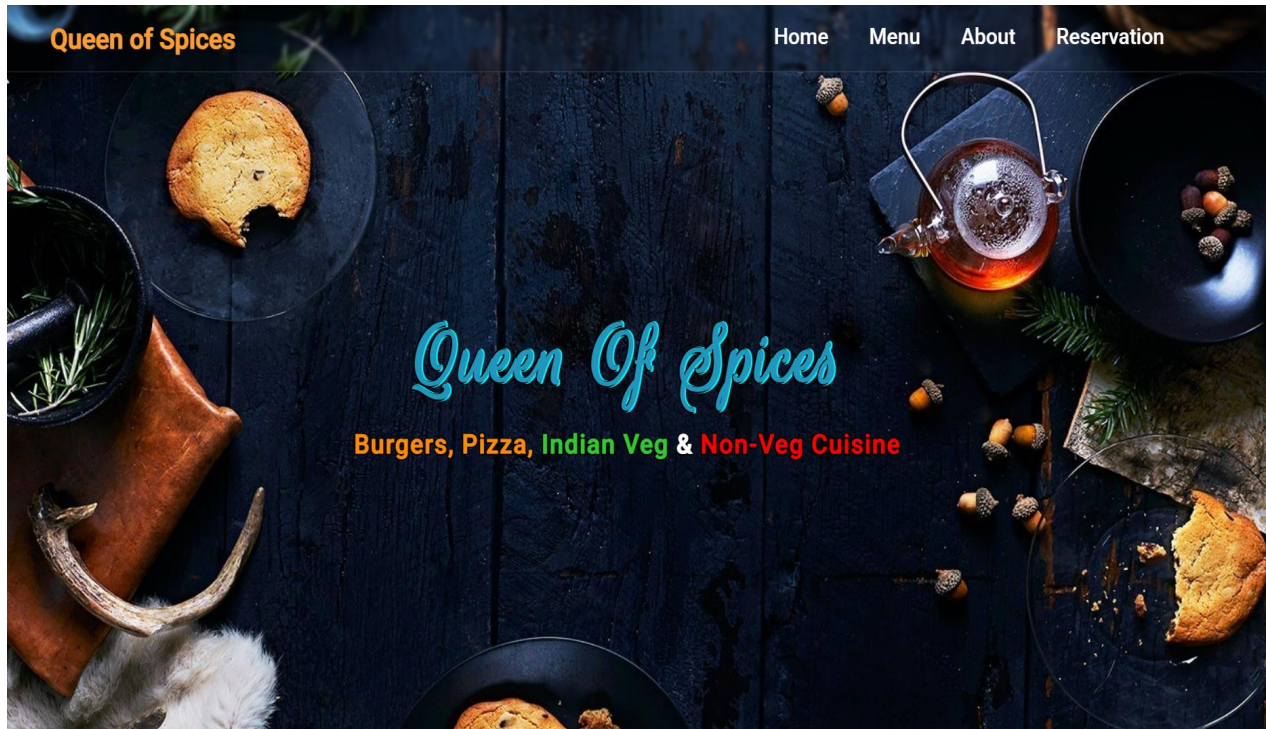 Queen of Spices
Home Menu About Reservation
Queen Of Spices
Burgers, Pizza, Indian Veg & Non-Veg Cuisine